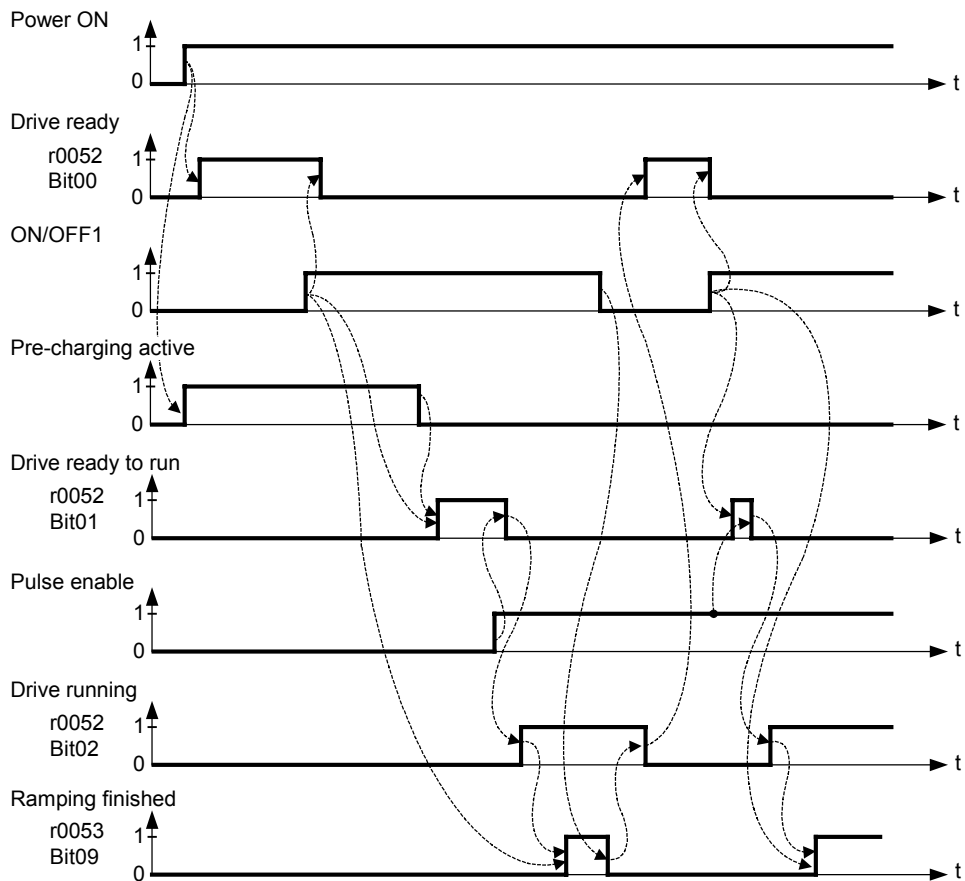 Power ON
1
0
t
Drive ready
r0052
Bit00
1
0
t
ON/OFF1
1
0
t
Pre-charging active
1
0
t
Drive ready to run
r0052
Bit01
1
0
t
Pulse enable
1
0
t
Drive running
r0052
Bit02
1
0
t
Ramping finished
r0053
Bit09
1
0
t